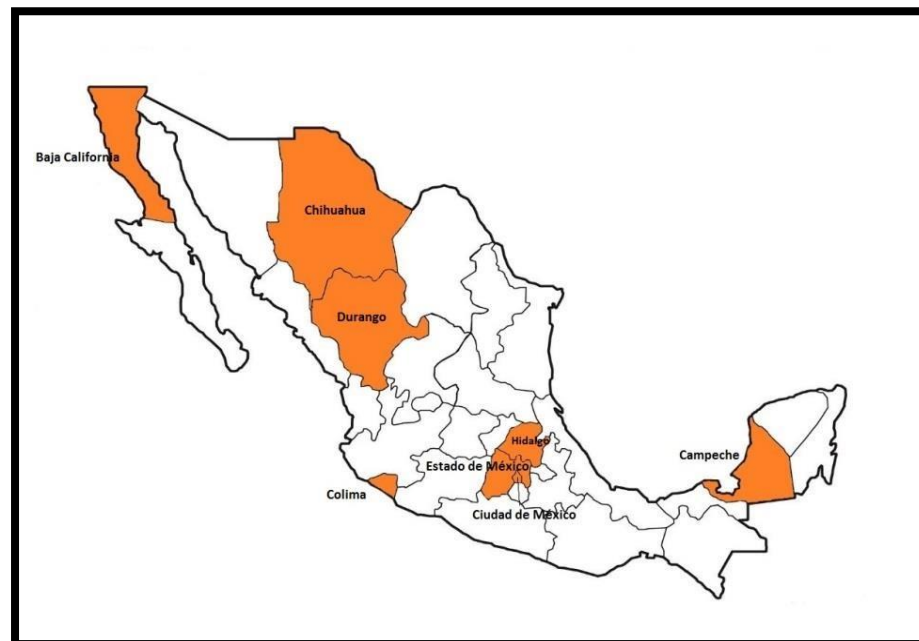 Baja California
Chihuahua
Durango
Hidalgo
Estado de México
Campeche
Colima
Ciudad de México